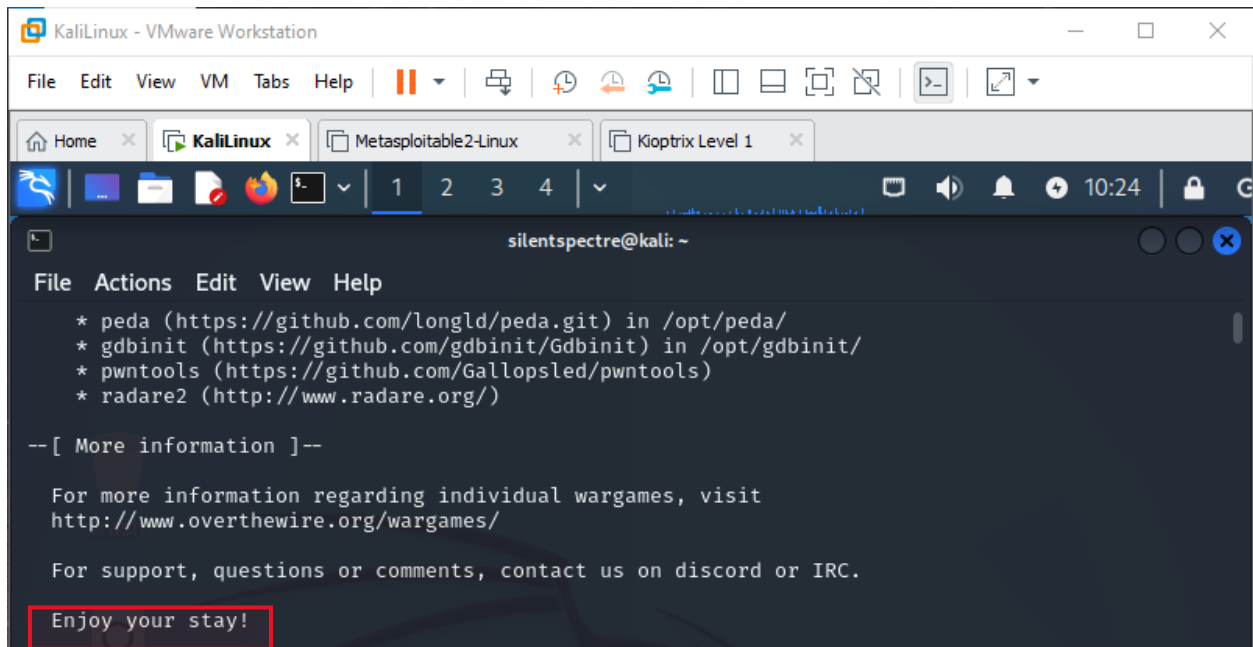 KaliLinux - VMware Workstation
File Edit View VM Tabs Help
Home KaliLinux Metasploitable2-Linux Kioptrix Level 1
1 2 3 4 10:24 G
silentspectre@kali: ~
File Actions Edit View Help
* peda (https://github.com/longld/peda.git) in /opt/peda/
* gdbinit (https://github.com/gdbinit/Gdbinit) in /opt/gdbinit/
* pwntools (https://github.com/Gallopsled/pwntools)
* radare2 (http://www.radare.org/)
--[ More information ]--
For more information regarding individual wargames, visit
http://www.overthewire.org/wargames/
For support, questions or comments, contact us on discord or IRC.
Enjoy your stay!